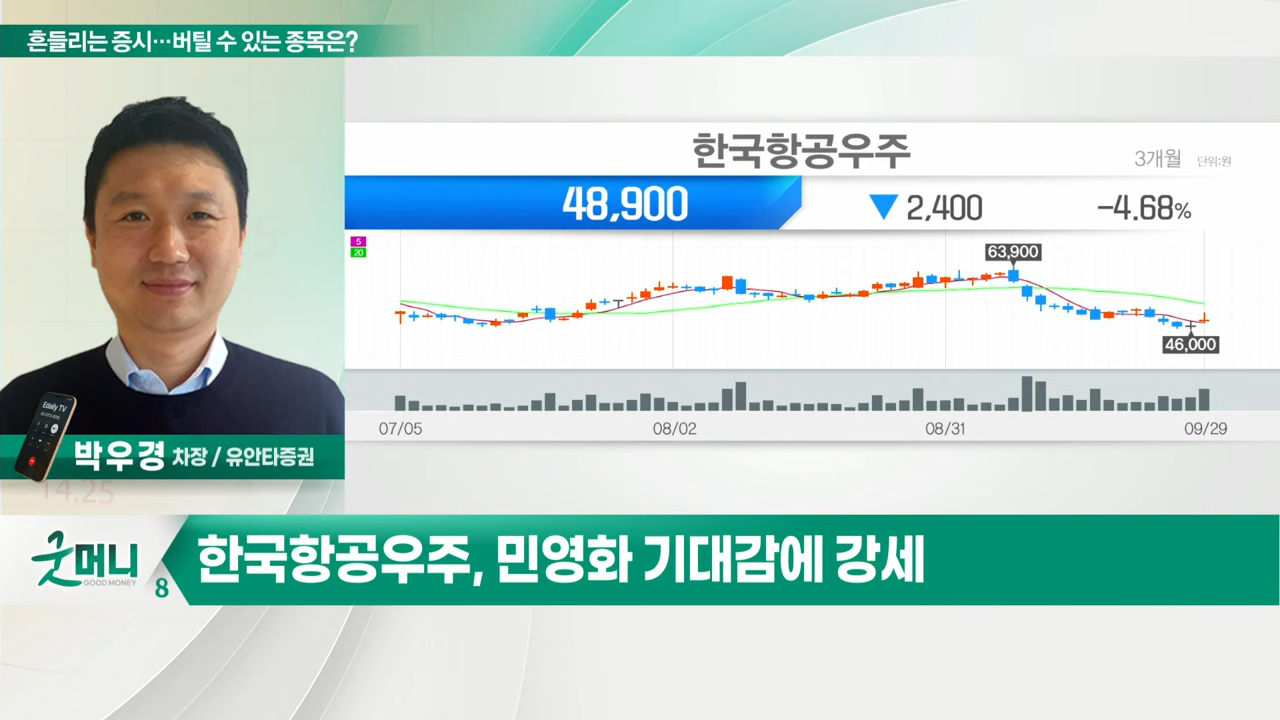 흔들리는 증시…버틸 수 있는 종목은?
한국항공우주
3개월 단위:원
48,900 ▼ 2,400 -4.68%
5
20
63,900
46,000
07/05 08/02 08/31 09/29
Edaily TV
박우경 차장 / 유안타증권
14.25
굿머니
GOOD MONEY
8
한국항공우주, 민영화 기대감에 강세